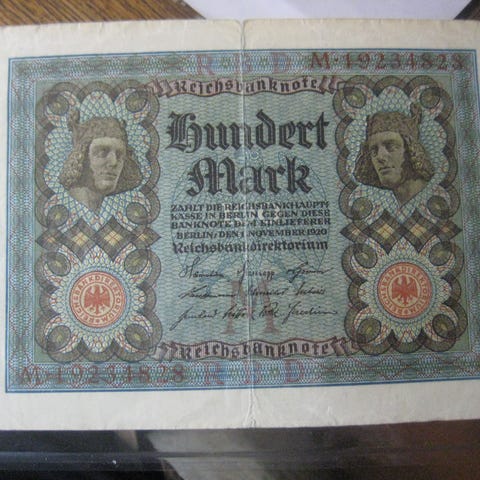 M·19234828
Reichsbanknote
Hundert
Mark
ZAHLT DIE REICHSBANKHAUPT-
KASSE IN BERLIN GEGEN DIESE
BANKNOTE DEM EINLIEFERER
BERLIN, DEN 1. NOVEMBER 1920
Reichsbankdirektorium
Reichsbanknote
M·19234828